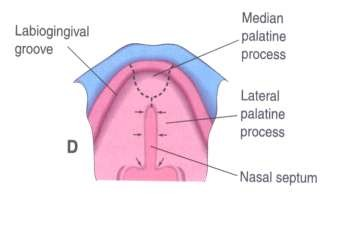 Labiogingival
groove
Median
palatine
process
Lateral
palatine
process
D
Nasal septum